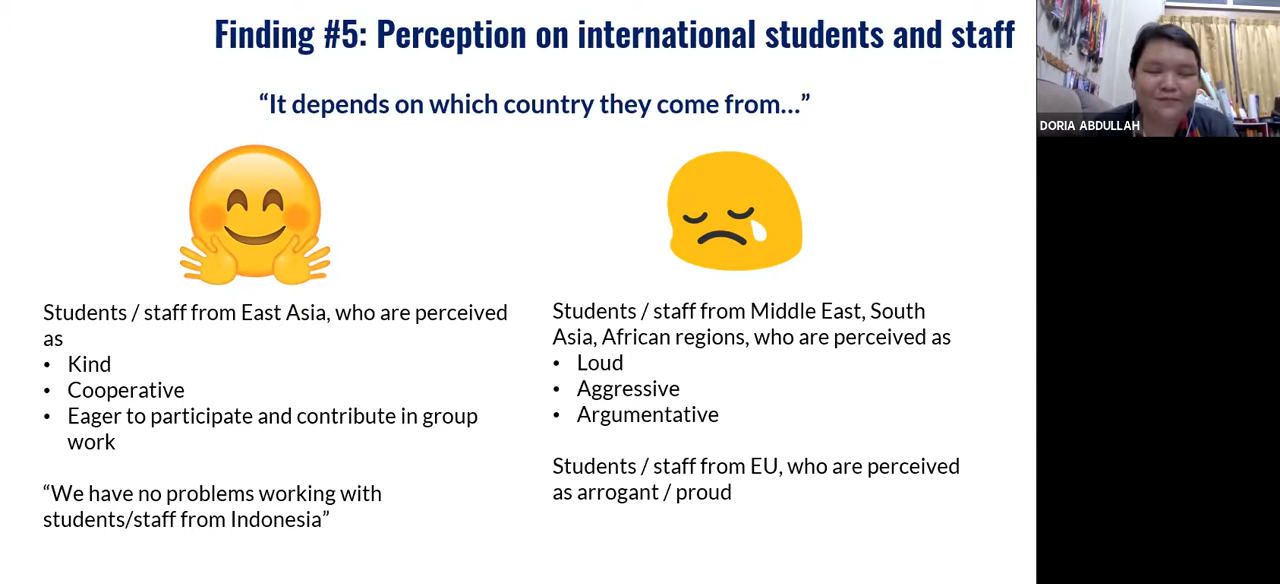 Finding #5: Perception on international students and staff
“It depends on which country they come from...”
Students / staff from East Asia, who are perceived
as
• Kind
• Cooperative
• Eager to participate and contribute in group
work
“We have no problems working with
students/staff from Indonesia”
Students / staff from Middle East, South
Asia, African regions, who are perceived as
• Loud
• Aggressive
• Argumentative
Students / staff from EU, who are perceived
as arrogant / proud
DORIA ABDULLAH